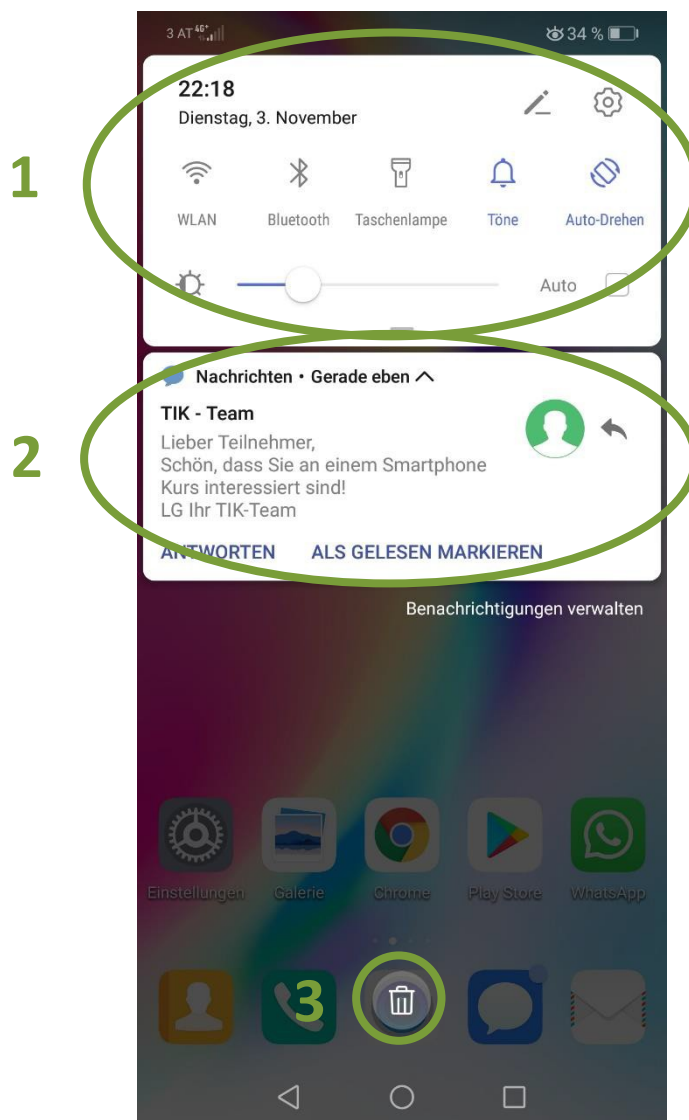 3 AT 4G+ 34 %
22:18
Dienstag, 3. November
1
WLAN Bluetooth Taschenlampe Töne Auto-Drehen
Auto
Nachrichten • Gerade eben
TIK - Team
Lieber Teilnehmer,
Schön, dass Sie an einem Smartphone
Kurs interessiert sind!
LG Ihr TIK-Team
2
ANTWORTEN ALS GELESEN MARKIEREN
Benachrichtigungen verwalten
Einstellungen Galerie Chrome Play Store WhatsApp
3